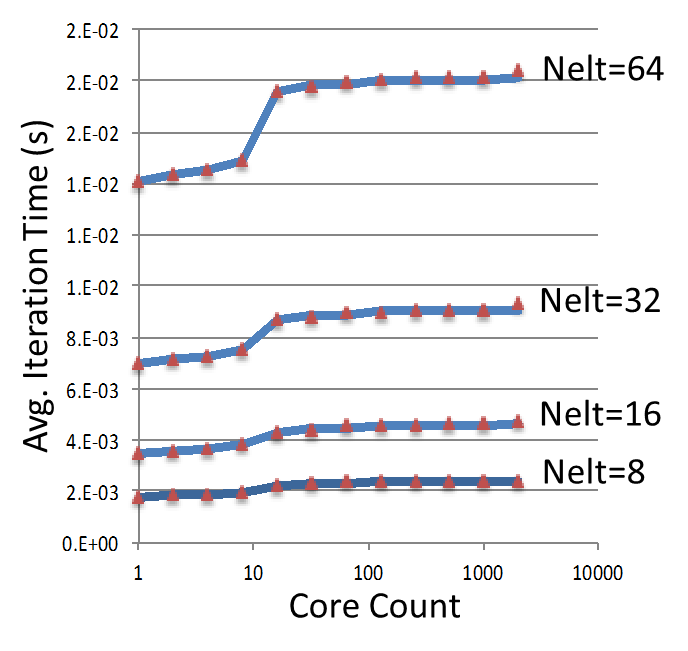 2.E-02
2.E-02
Nelt=64
2.E-02
1.E-02
1.E-02
1.E-02
Nelt=32
8.E-03
6.E-03
4.E-03
Nelt=16
2.E-03
Nelt=8
0.E+00
Avg. Iteration Time (s)
1 10 100 1000 10000
Core Count